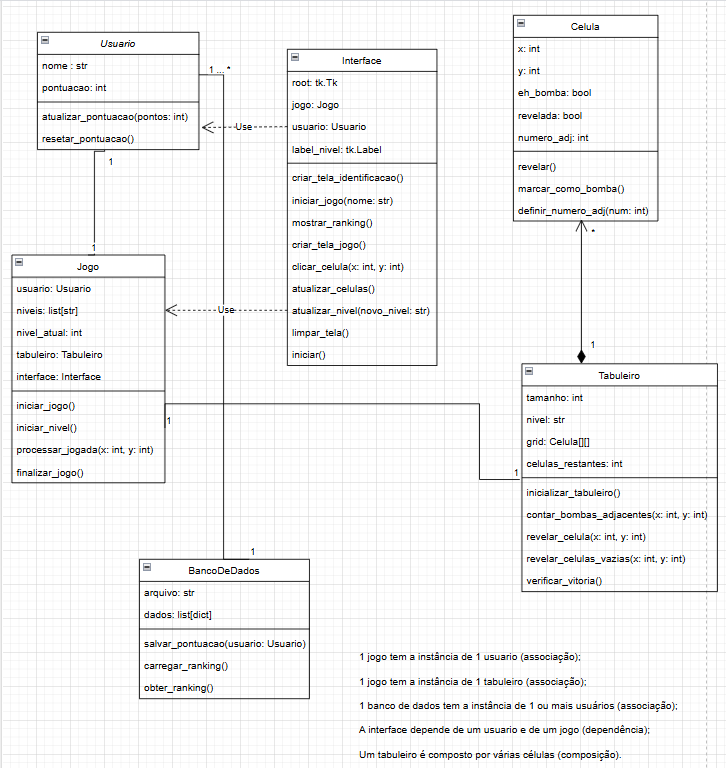 Usuario
nome : str
pontuacao: int
atualizar_pontuacao(pontos: int)
resetar_pontuacao()
1 ... *
1
1
Interface
root: tk.Tk
jogo: Jogo
usuario: Usuario
label_nivel: tk.Label
criar_tela_identificacao()
iniciar_jogo(nome: str)
mostrar_ranking()
criar_tela_jogo()
clicar_celula(x: int, y: int)
atualizar_celulas()
atualizar_nivel(novo_nivel: str)
limpar_tela()
iniciar()
Use
Use
Celula
x: int
y: int
eh_bomba: bool
revelada: bool
numero_adj: int
revelar()
marcar_como_bomba()
definir_numero_adj(num: int)
*
1
Jogo
usuario: Usuario
niveis: list[str]
nivel_atual: int
tabuleiro: Tabuleiro
interface: Interface
iniciar_jogo()
iniciar_nivel()
processar_jogada(x: int, y: int)
finalizar_jogo()
1
1
Tabuleiro
tamanho: int
nivel: str
grid: Celula[][]
celulas_restantes: int
inicializar_tabuleiro()
contar_bombas_adjacentes(x: int, y: int)
revelar_celula(x: int, y: int)
revelar_celulas_vazias(x: int, y: int)
verificar_vitoria()
1
BancoDeDados
arquivo: str
dados: list[dict]
salvar_pontuacao(usuario: Usuario)
carregar_ranking()
obter_ranking()
1 jogo tem a instância de 1 usuario (associação);
1 jogo tem a instância de 1 tabuleiro (associação);
1 banco de dados tem a instância de 1 ou mais usuários (associação);
A interface depende de um usuario e de um jogo (dependência);
Um tabuleiro é composto por várias células (composição).